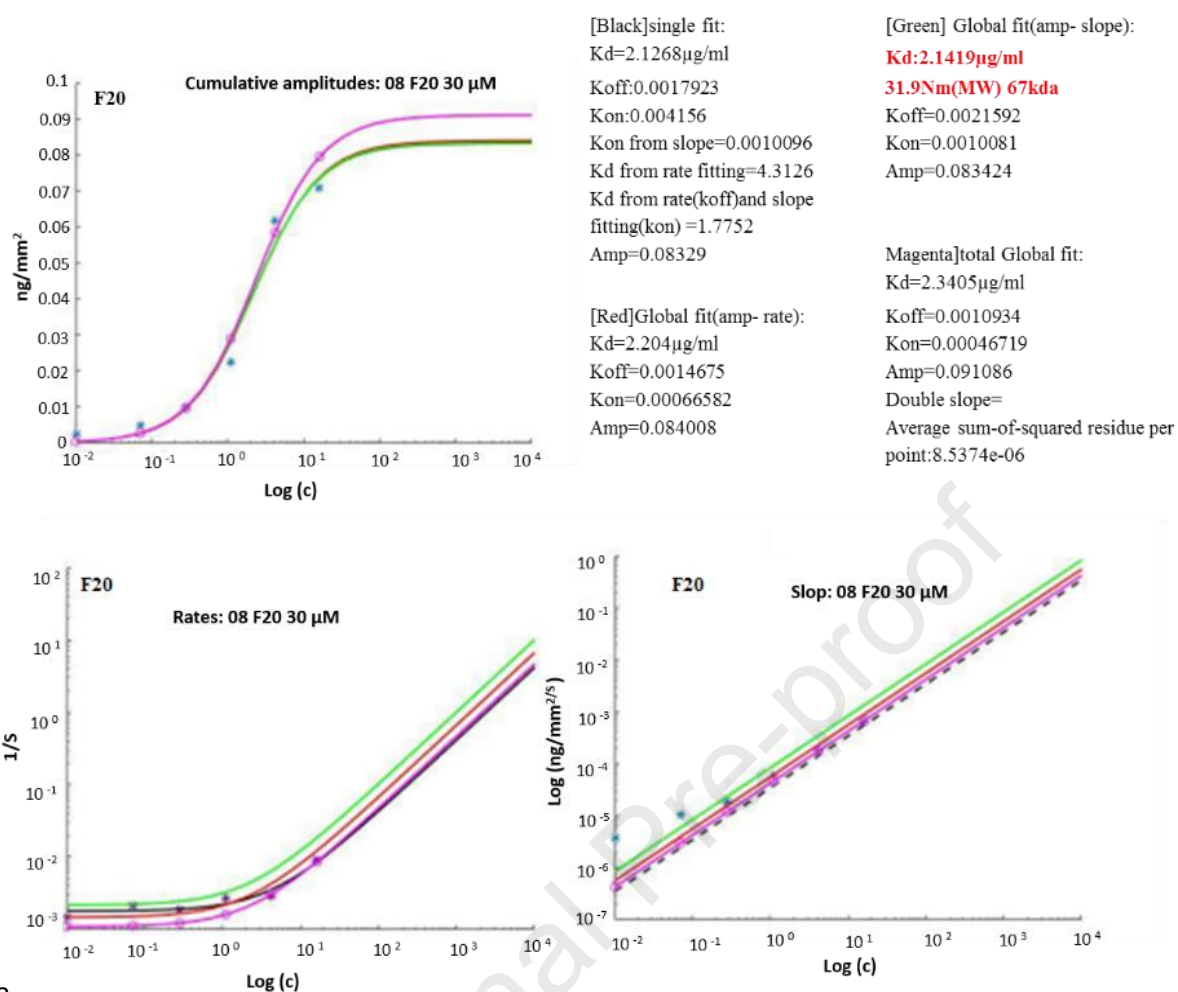 [Black]single fit:
Kd=2.1268µg/ml
Koff:0.0017923
Kon:0.004156
Kon from slope=0.0010096
Kd from rate fitting=4.3126
Kd from rate(koff)and slope
fitting(kon) =1.7752
Amp=0.08329
[Red]Global fit(amp- rate):
Kd=2.204µg/ml
Koff=0.0014675
Kon=0.00066582
Amp=0.084008
[Green] Global fit(amp- slope):
Kd:2.1419µg/ml
31.9Nm(MW) 67kda
Koff=0.0021592
Kon=0.0010081
Amp=0.083424
Magenta]total Global fit:
Kd=2.3405µg/ml
Koff=0.0010934
Kon=0.00046719
Amp=0.091086
Double slope=
Average sum-of-squared residue per
point:8.5374e-06
F20
Cumulative amplitudes: 08 F20 30 µM
ng/mm²
0.1
0.09
0.08
0.07
0.06
0.05
0.04
0.03
0.02
0.01
0
10⁻² 10⁻¹ 10⁰ 10¹ 10² 10³ 10⁴
Log (c)
F20
Rates: 08 F20 30 µM
1/S
10²
10¹
10⁰
10⁻¹
10⁻²
10⁻³
10⁻² 10⁻¹ 10⁰ 10¹ 10² 10³ 10⁴
Log (c)
F20
Slop: 08 F20 30 µM
Log (ng/mm²/ˢ)
10⁰
10⁻¹
10⁻²
10⁻³
10⁻⁴
10⁻⁵
10⁻⁶
10⁻⁷
10⁻² 10⁻¹ 10⁰ 10¹ 10² 10³ 10⁴
Log (c)
nal Pre-proof